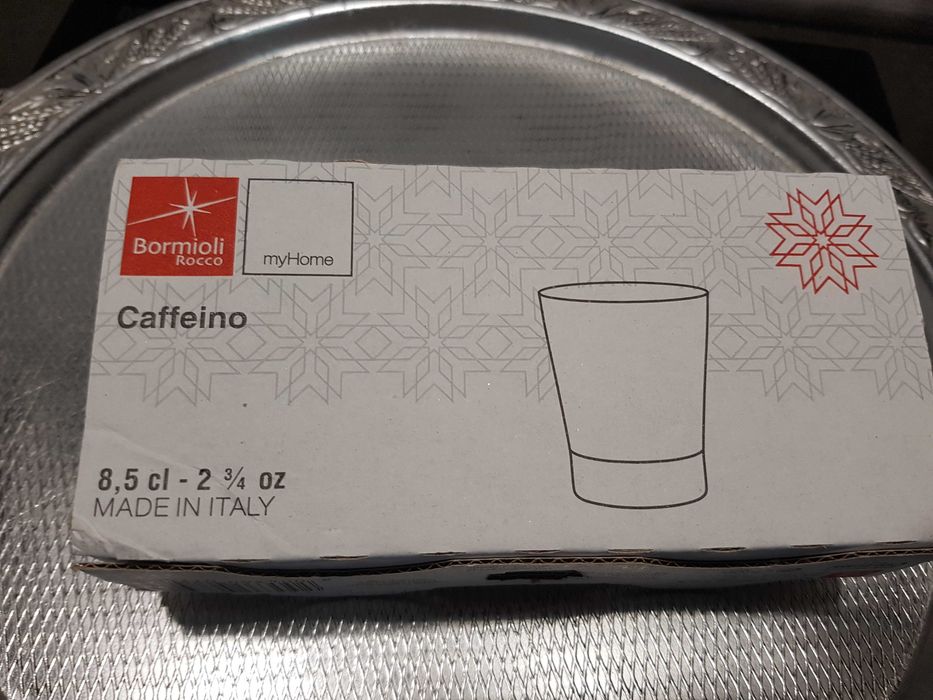 Bormioli
Rocco
myHome
Caffeino
8,5 cl - 2 ¾ oz
MADE IN ITALY